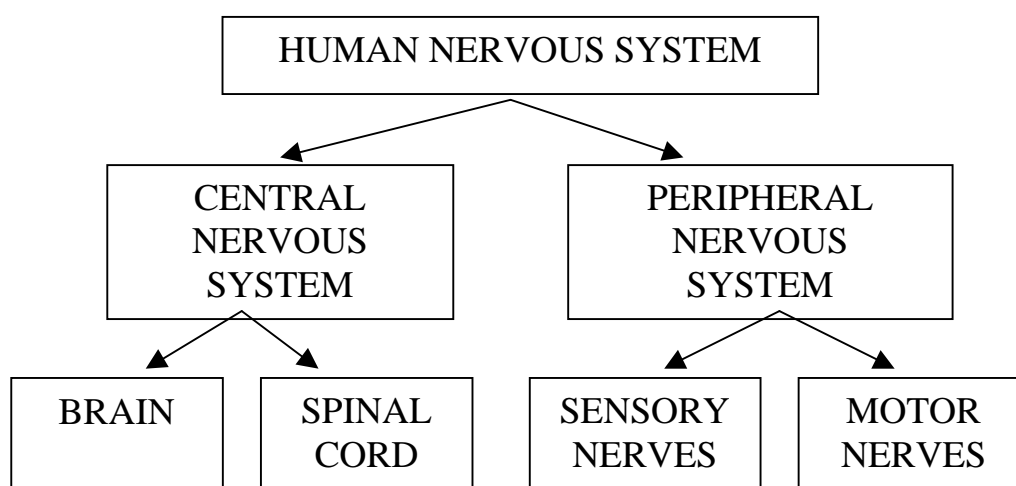 HUMAN NERVOUS SYSTEM
CENTRAL
NERVOUS
SYSTEM
PERIPHERAL
NERVOUS
SYSTEM
BRAIN
SPINAL
CORD
SENSORY
NERVES
MOTOR
NERVES